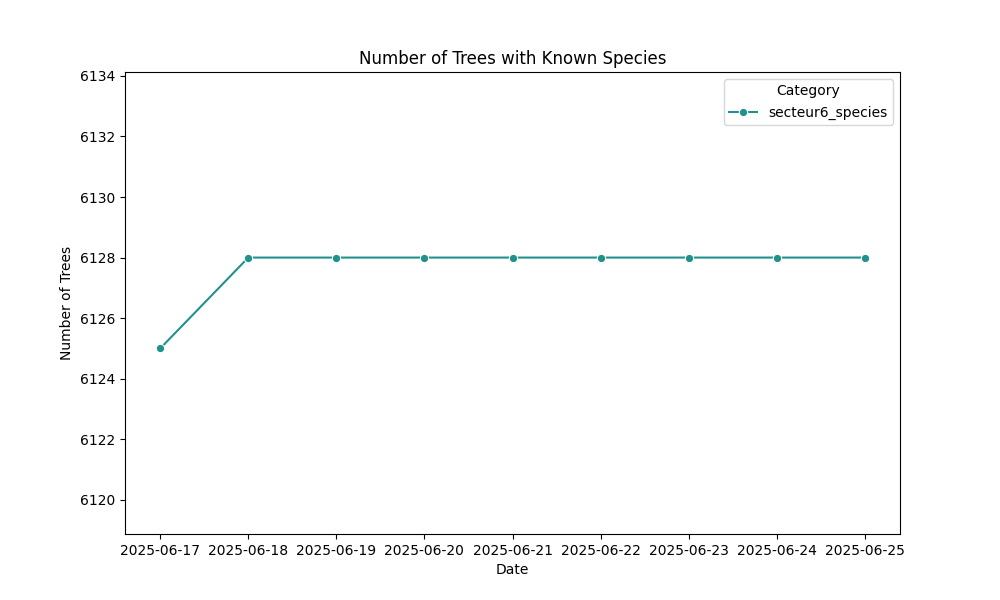 Number of Trees with Known Species
Category
secteur6_species
Number of Trees
6134
6132
6130
6128
6126
6124
6122
6120
2025-06-17 2025-06-18 2025-06-19 2025-06-20 2025-06-21 2025-06-22 2025-06-23 2025-06-24 2025-06-25
Date